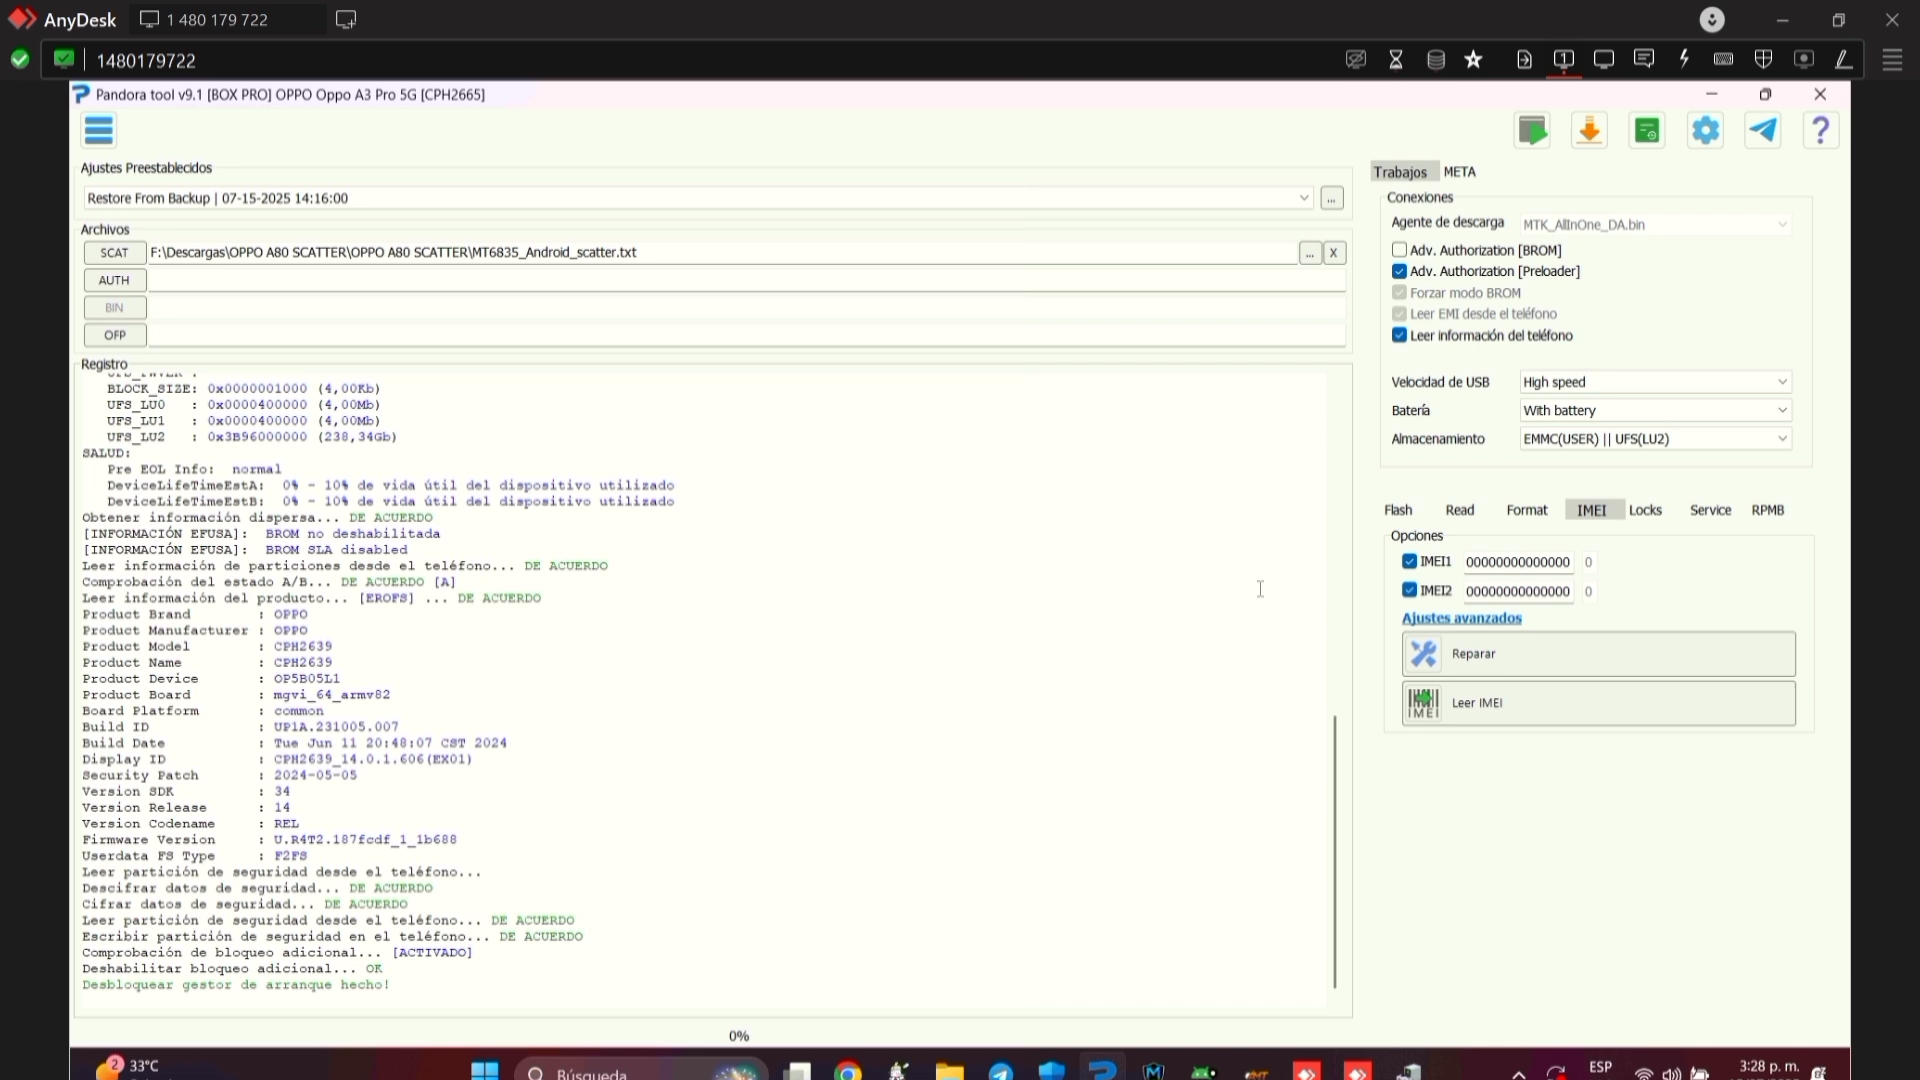 AnyDesk
1 480 179 722
1480179722
Pandora tool v9.1 [BOX PRO] OPPO Oppo A3 Pro 5G [CPH2665]
Ajustes Preestablecidos
Restore From Backup | 07-15-2025 14:16:00
...
Archivos
SCAT
F:\Descargas\OPPO A80 SCATTER\OPPO A80 SCATTER\MT6835_Android_scatter.txt
...
X
AUTH
BIN
OFP
Registro
BLOCK_SIZE: 0x0000001000 (4,00Kb)
UFS_LU0 : 0x0000400000 (4,00Mb)
UFS_LU1 : 0x0000400000 (4,00Mb)
UFS_LU2 : 0x3B96000000 (238,34Gb)
SALUD:
Pre EOL Info: normal
DeviceLifeTimeEstA: 0% - 10% de vida útil del dispositivo utilizado
DeviceLifeTimeEstB: 0% - 10% de vida útil del dispositivo utilizado
Obtener información dispersa... DE ACUERDO
[INFORMACIÓN EFUSA]: BROM no deshabilitada
[INFORMACIÓN EFUSA]: BROM SLA disabled
Leer información de particiones desde el teléfono... DE ACUERDO
Comprobación del estado A/B... DE ACUERDO [A]
Leer información del producto... [EROFS] ... DE ACUERDO
Product Brand : OPPO
Product Manufacturer : OPPO
Product Model : CPH2639
Product Name : CPH2639
Product Device : OP5B05L1
Product Board : mgvi_64_armv82
Board Platform : common
Build ID : UP1A.231005.007
Build Date : Tue Jun 11 20:48:07 CST 2024
Display ID : CPH2639_14.0.1.606(EX01)
Security Patch : 2024-05-05
Version SDK : 34
Version Release : 14
Version Codename : REL
Firmware Version : U.R4T2.187fcdf_1_1b688
Userdata FS Type : F2FS
Leer partición de seguridad desde el teléfono...
Descifrar datos de seguridad... DE ACUERDO
Cifrar datos de seguridad... DE ACUERDO
Leer partición de seguridad desde el teléfono... DE ACUERDO
Escribir partición de seguridad en el teléfono... DE ACUERDO
Comprobación de bloqueo adicional... [ACTIVADO]
Deshabilitar bloqueo adicional... OK
Desbloquear gestor de arranque hecho!
0%
Trabajos META
Conexiones
Agente de descarga MTK_AllInOne_DA.bin
Adv. Authorization [BROM]
Adv. Authorization [Preloader]
Forzar modo BROM
Leer EMI desde el teléfono
Leer información del teléfono
Velocidad de USB High speed
Batería With battery
Almacenamiento EMMC(USER) || UFS(LU2)
Flash Read Format IMEI Locks Service RPMB
Opciones
IMEI1 00000000000000 0
IMEI2 00000000000000 0
Ajustes avanzados
Reparar
IMEI Leer IMEI
2 33°C
Búsqueda
ESP
3:28 p. m.